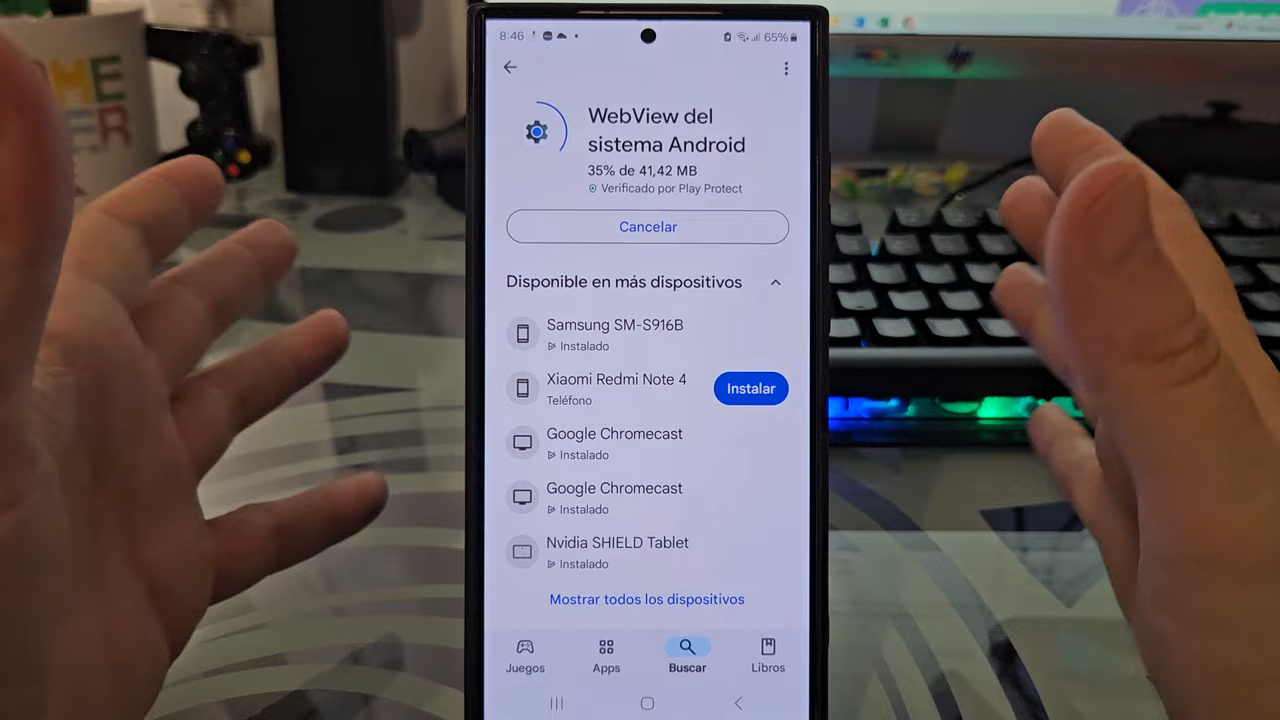 8:46
65%
WebView del
sistema Android
35% de 41,42 MB
Verificado por Play Protect
Cancelar
Disponible en más dispositivos
Samsung SM-S916B
Instalado
Xiaomi Redmi Note 4
Teléfono
Instalar
Google Chromecast
Instalado
Google Chromecast
Instalado
Nvidia SHIELD Tablet
Instalado
Mostrar todos los dispositivos
Juegos
Apps
Buscar
Libros
hp